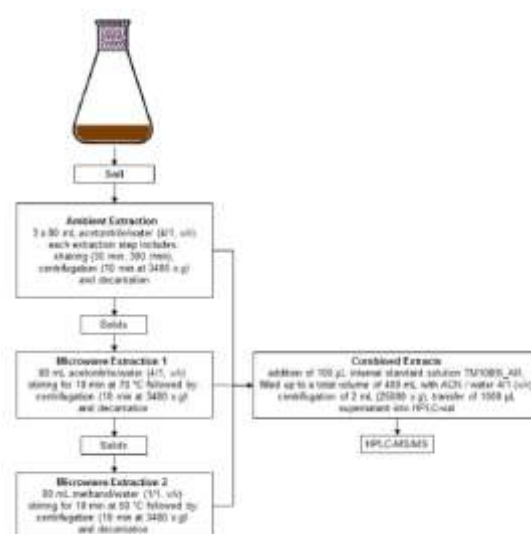 Soil
Ambient Extraction
3 x 80 mL acetonitrile/water (4/1, v/v)
each extraction step includes:
shaking (30 min, 300 /min),
centrifugation (10 min at 3400 x g)
and decantation
Solids
Microwave Extraction 1
80 mL acetonitrile/water (4/1, v/v)
stirring for 10 min at 70 °C followed by
centrifugation (10 min at 3400 x g)
and decantation
Solids
Microwave Extraction 2
80 mL methanol/water (1/1, v/v)
stirring for 10 min at 50 °C followed by
centrifugation (10 min at 3400 x g)
and decantation
Combined Extracts
addition of 100 µL internal standard solution
filled up to a total volume of 400 mL with ACN / water 4/1 (v/v)
centrifugation of 2 mL x g), transfer of 1000 µL
supernatant into HPLC-vial
HPLC-MS/MS